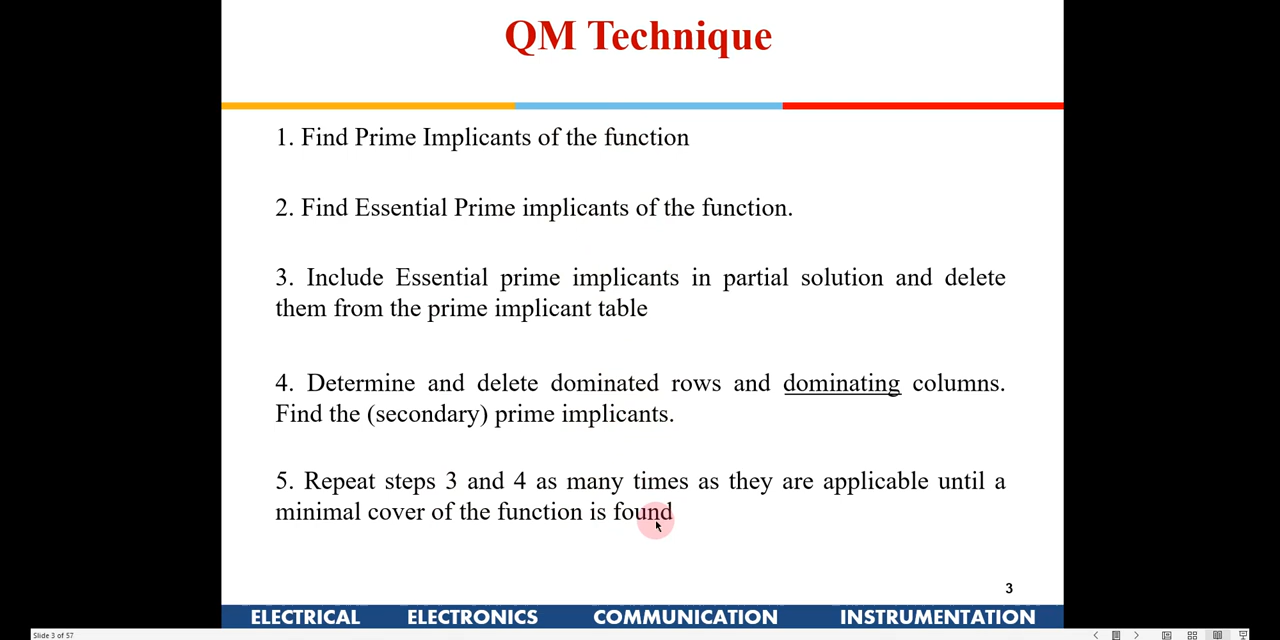 QM Technique
1. Find Prime Implicants of the function
2. Find Essential Prime implicants of the function.
3. Include Essential prime implicants in partial solution and delete
them from the prime implicant table
4. Determine and delete dominated rows and dominating columns.
Find the (secondary) prime implicants.
5. Repeat steps 3 and 4 as many times as they are applicable until a
minimal cover of the function is found
3
ELECTRICAL ELECTRONICS COMMUNICATION INSTRUMENTATION
Slide 3 of 57